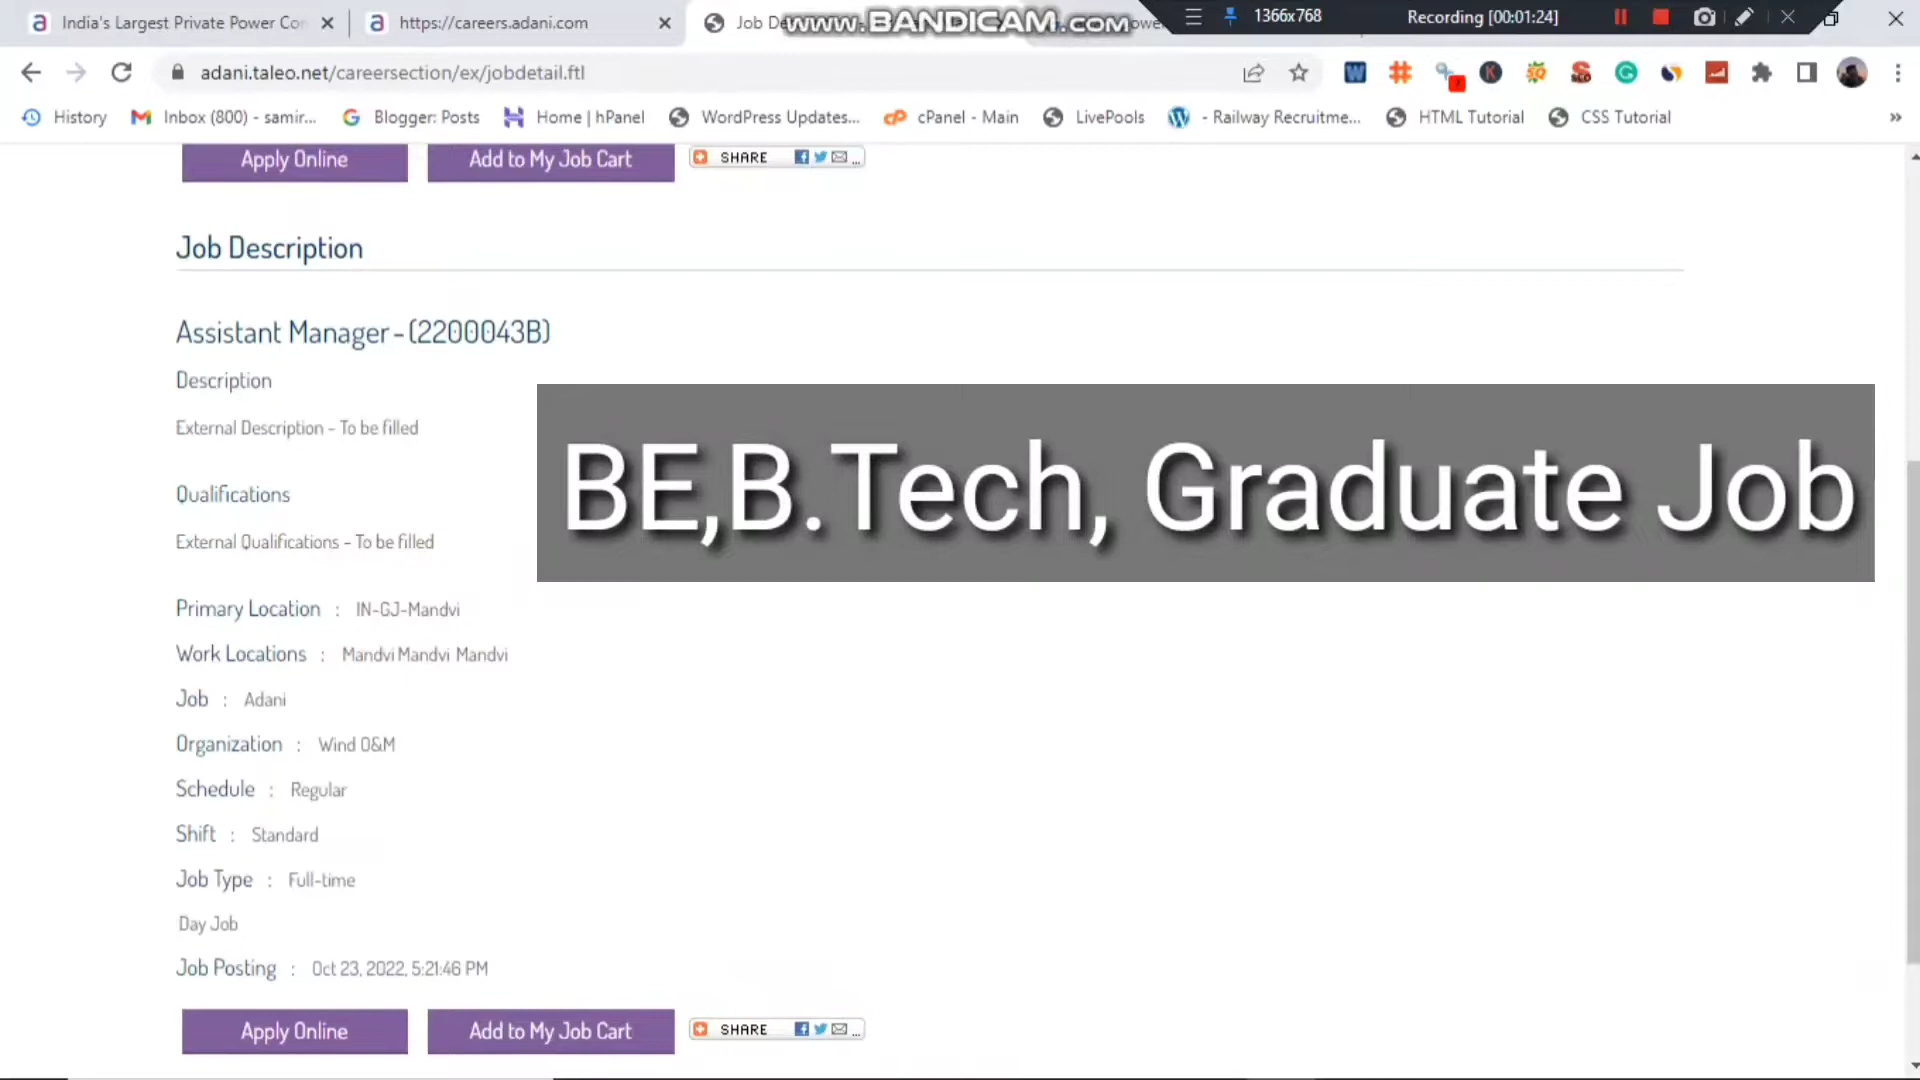 India's Largest Private Power Con
https://careers.adani.com
Job De
www.BANDICAM.com
1366x768
Recording [00:01:24]
adani.taleo.net/careersection/ex/jobdetail.ftl
History
Inbox (800) - samir...
Blogger: Posts
Home | hPanel
WordPress Updates...
cPanel - Main
LivePools
- Railway Recruitme...
HTML Tutorial
CSS Tutorial
»
Apply Online
Add to My Job Cart
SHARE
...
Job Description
Assistant Manager-(2200043B)
Description
External Description - To be filled
BE,B.Tech, Graduate Job
Qualifications
External Qualifications - To be filled
Primary Location : IN-GJ-Mandvi
Work Locations : Mandvi Mandvi Mandvi
Job : Adani
Organization : Wind O&M
Schedule : Regular
Shift : Standard
Job Type : Full-time
Day Job
Job Posting : Oct 23, 2022, 5:21:46 PM
Apply Online
Add to My Job Cart
SHARE
...